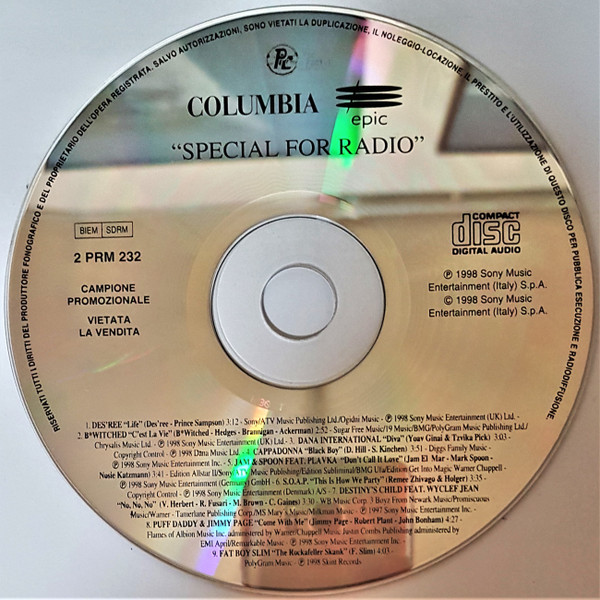 RISERVATI TUTTI I DIRITTI DEL PRODUTTORE FONOGRAFICO E DEL PROPRIETARIO DELL'OPERA REGISTRATA. SALVO AUTORIZZAZIONI, SONO VIETATI LA DUPLICAZIONE, IL NOLEGGIO-LOCAZIONE, IL PRESTITO E L'UTILIZZAZIONE DI QUESTO DISCO PER PUBBLICA ESECUZIONE E RADIODIFFUSIONE.
COLUMBIA epic
“SPECIAL FOR RADIO”
BIEM SDRM
2 PRM 232
CAMPIONE
PROMOZIONALE
VIETATA
LA VENDITA
COMPACT
disc
DIGITAL AUDIO
℗ 1998 Sony Music
Entertainment (Italy) S.p.A.
© 1998 Sony Music
Entertainment (Italy) S.p.A.
1. DES'REE “Life” (Des'ree - Prince Sampson) 3:12 - Sony/ATV Music Publishing Ltd./Ogidni Music - ℗ 1998 Sony Music Entertainment (UK) Ltd. -
2. B*WITCHED “C'est La Vie” (B*Witched - Hedges - Brannigan - Ackerman) 2:52 - Sugar Free Music/19 Music/BMG/PolyGram Music Publishing Ltd./
Chrysalis Music Ltd. - ℗ 1998 Sony Music Entertainment (UK) Ltd - 3. DANA INTERNATIONAL “Diva” (Yoav Ginai & Tzvika Pick) 3:03 -
Copyright Control - ℗ 1998 Music Ltd. - 4. CAPPADONNA “Black Boy” (D. Hill - S. Kinchen) 3:51 - Diggs Family Music -
℗ 1998 Sony Music Entertainment Inc. - 5. JAM & SPOON FEAT. PLAVKA “Don't Call It Love” (Jam El Mar - Mark Spoon -
Nosie Katzmann) 3:41 - Edition Allstar /Sony/ATV Music Publishing/Edition Subliminal/BMG Ufa/Edition Get Into Magic Warner Chappell -
℗ 1998 Sony Music Entertainment (Germany) GmbH - 6. S.O.A.P. “This Is How We Party” (Remee Zhivago & Holger) 3:35 -
Copyright Control - ℗ 1998 Sony Music Entertainment (Denmark) A/S - 7. DESTINY'S CHILD FEAT. WYCLEF JEAN
“No, No, No” (V. Herbert - R. Fusari - M. Brown - C. Gaines) 3:30 - WB Music Corp. 3 Boyz From Newark Music/Promiscuous
Music/Warner - Tamerlane Publishing Corp/MS Mary's Music/Milkman Music - ℗ 1997 Sony Music Entertainment Inc. -
8. PUFF DADDY & JIMMY PAGE “Come With Me” (Jimmy Page - Robert Plant - John Bonham) 4:27 -
Flames of Albion Music Inc. administered by Warner/Chappell Music Justin Combs Publishing administered by
EMI April/Remarkable Music - ℗ 1998 Sony Music Entertainment Inc. -
9. FAT BOY SLIM “The Rockafeller Skank” (F. Slim) 4:03 -
PolyGram Music - ℗ 1998 Skint Records